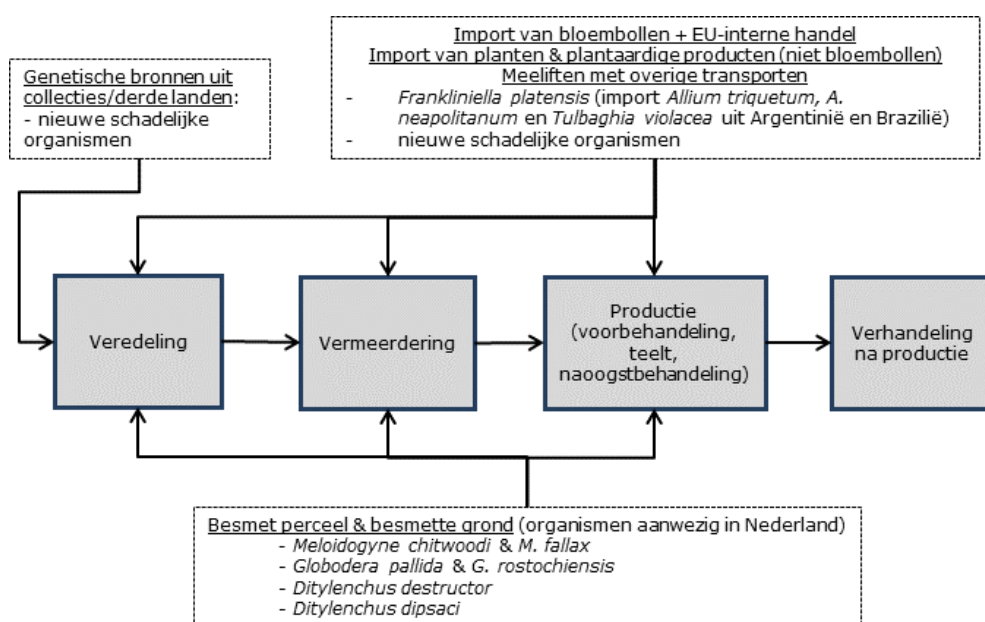 Genetische bronnen uit
collecties/derde landen:
- nieuwe schadelijke
organismen
Import van bloembollen + EU-interne handel
Import van planten & plantaardige producten (niet bloembollen)
Meeliften met overige transporten
- Frankliniella platensis (import Allium triquetum, A.
neapolitanum en Tulbaghia violacea uit Argentinië en Brazilië)
- nieuwe schadelijke organismen
Veredeling
Vermeerdering
Productie
(voorbehandeling,
teelt,
naoogstbehandeling)
Verhandeling
na productie
Besmet perceel & besmette grond (organismen aanwezig in Nederland)
- Meloidogyne chitwoodi & M. fallax
- Globodera pallida & G. rostochiensis
- Ditylenchus destructor
- Ditylenchus dipsaci